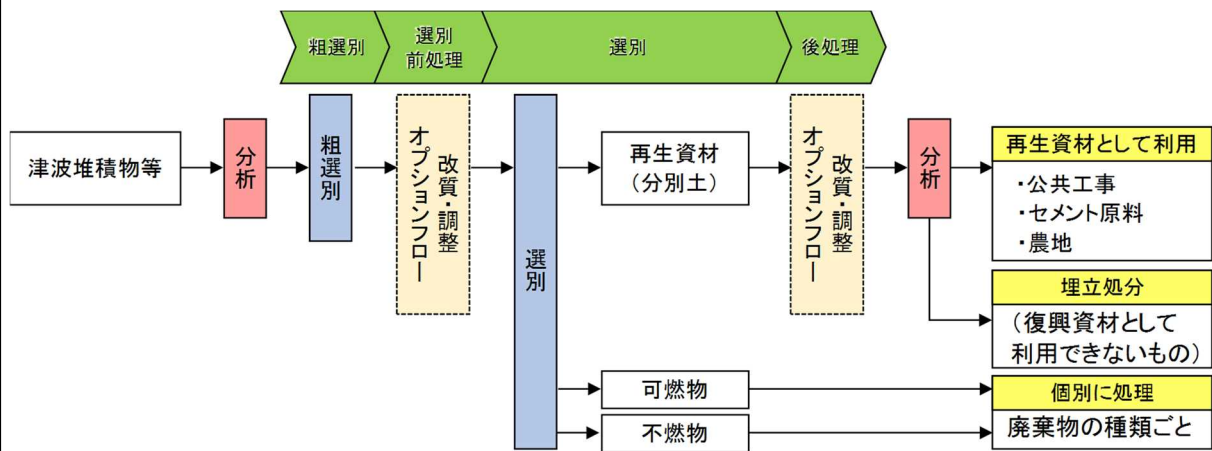 粗選別
選別
前処理
選別
後処理
津波堆積物等
分析
粗選別
改質・調整
オプションフロー
選別
再生資材
（分別土）
改質・調整
オプションフロー
分析
再生資材として利用
・公共工事
・セメント原料
・農地
埋立処分
（復興資材として
利用できないもの）
可燃物
不燃物
個別に処理
廃棄物の種類ごと